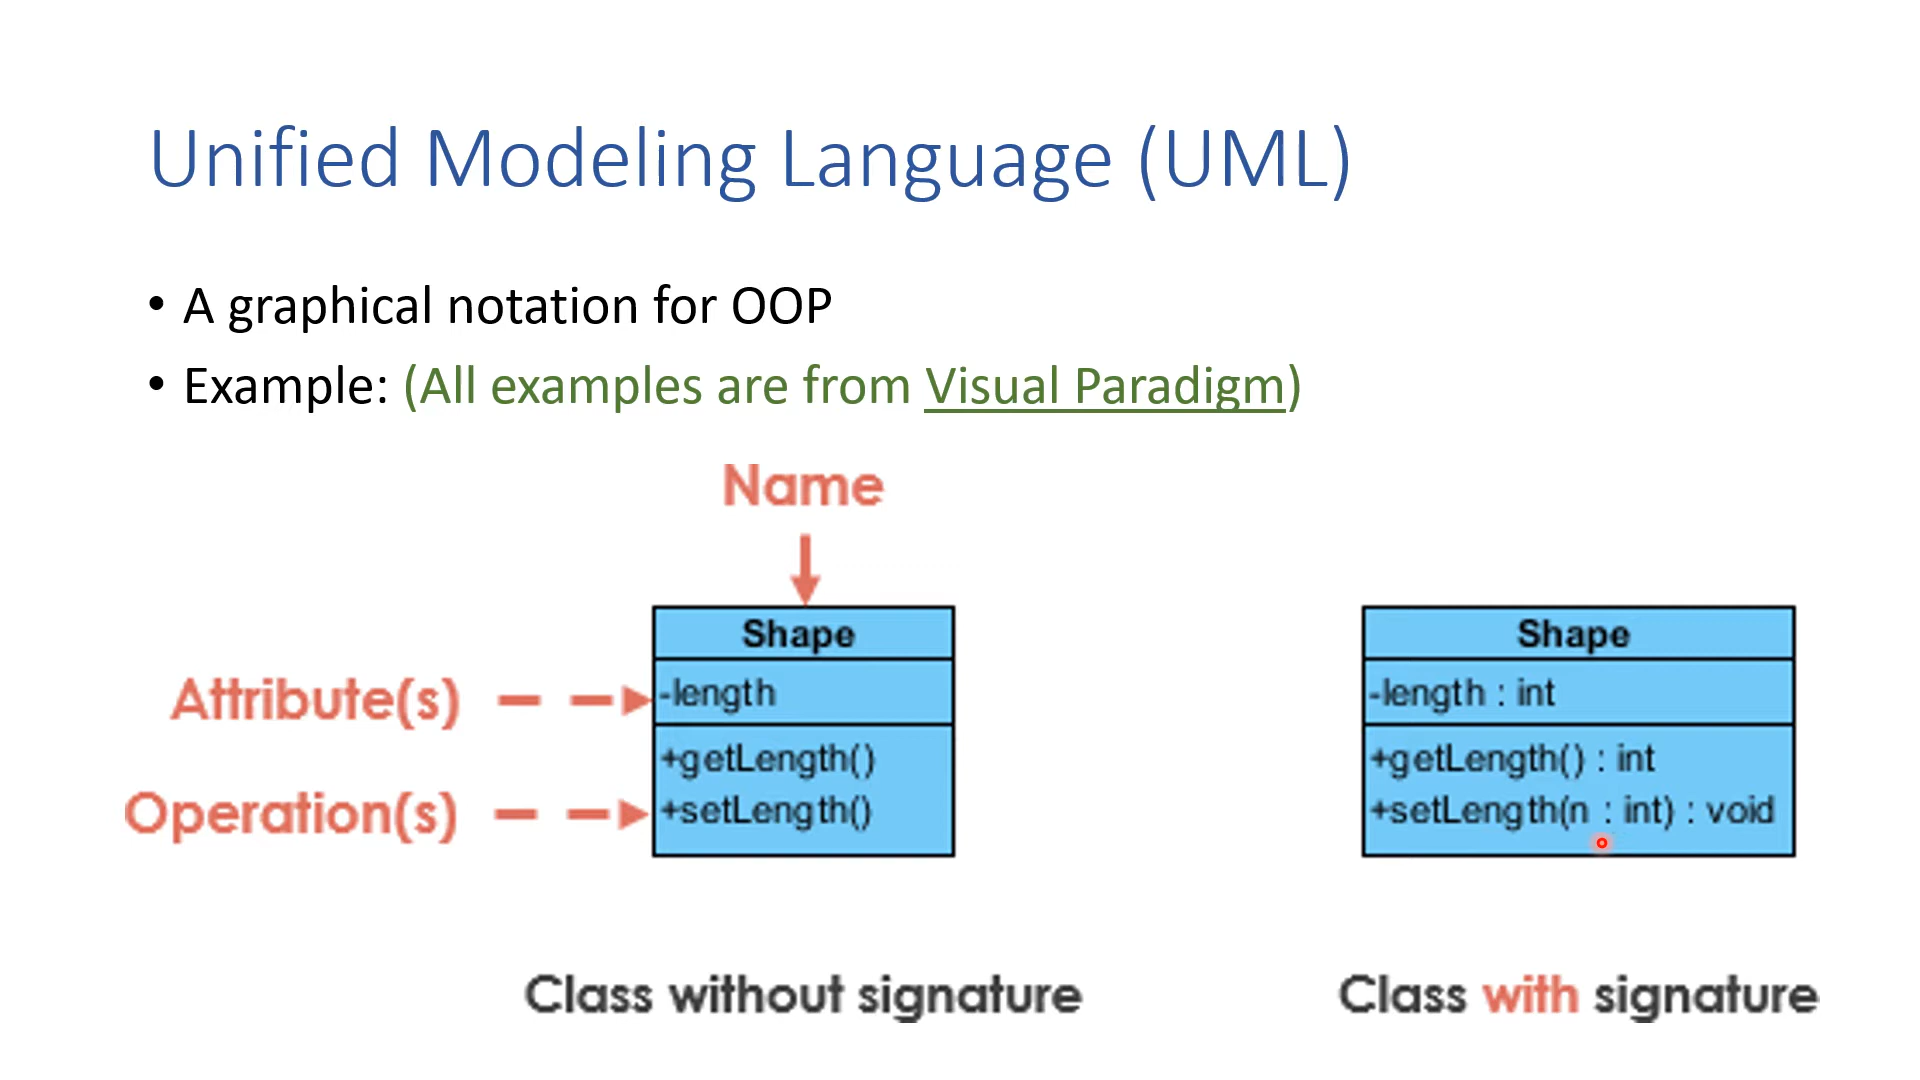 Unified Modeling Language (UML)
• A graphical notation for OOP
• Example: (All examples are from Visual Paradigm)
Name
Shape
Attribute(s)
-length
+getLength()
Operation(s)
+setLength()
Class without signature
Shape
-length : int
+getLength() : int
+setLength(n : int) : void
Class with signature